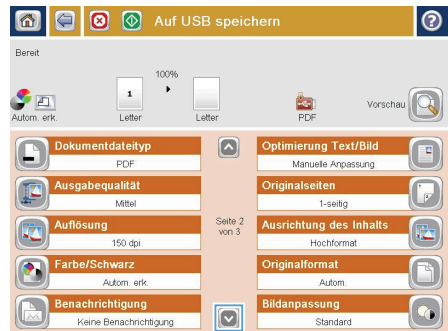 Auf USB speichern
Bereit
100%
1
Autom. erk.
Letter
Letter
PDF
Vorschau
Dokumentdateityp
PDF
Ausgabequalität
Mittel
Auflösung
150 dpi
Farbe/Schwarz
Autom. erk.
Benachrichtigung
Keine Benachrichtigung
Seite 2
von 3
Optimierung Text/Bild
Manuelle Anpassung
Originalseiten
1-seitig
Ausrichtung des Inhalts
Hochformat
Originalformat
Autom.
Bildanpassung
Standard